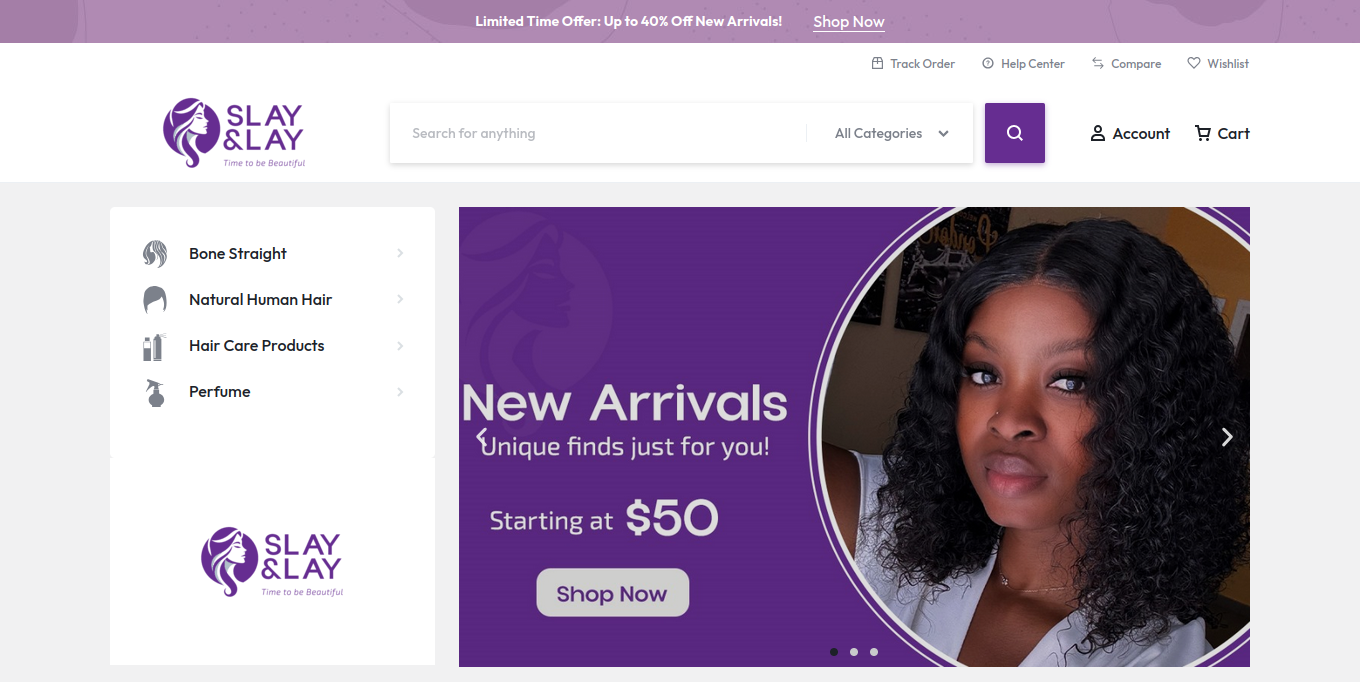 Limited Time Offer: Up to 40% Off New Arrivals! Shop Now
Track Order Help Center Compare Wishlist
SLAY
&LAY
Time to be Beautiful
Search for anything
All Categories
Account
Cart
Bone Straight
Natural Human Hair
Hair Care Products
Perfume
SLAY
&LAY
Time to be Beautiful
New Arrivals
Unique finds just for you!
Starting at $50
Shop Now